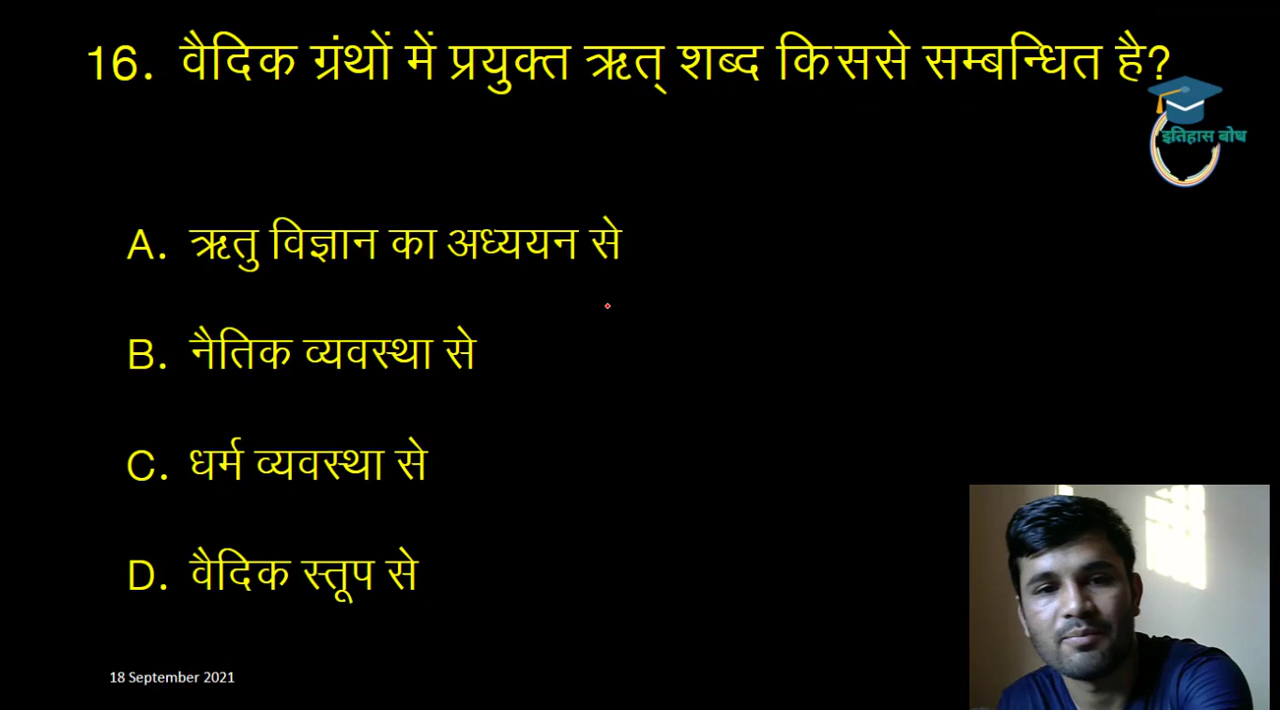 16. वैदिक ग्रंथों में प्रयुक्त ऋत् शब्द किससे सम्बन्धित है?
इतिहास बोध
A. ऋतु विज्ञान का अध्ययन से
B. नैतिक व्यवस्था से
C. धर्म व्यवस्था से
D. वैदिक स्तूप से
18 September 2021